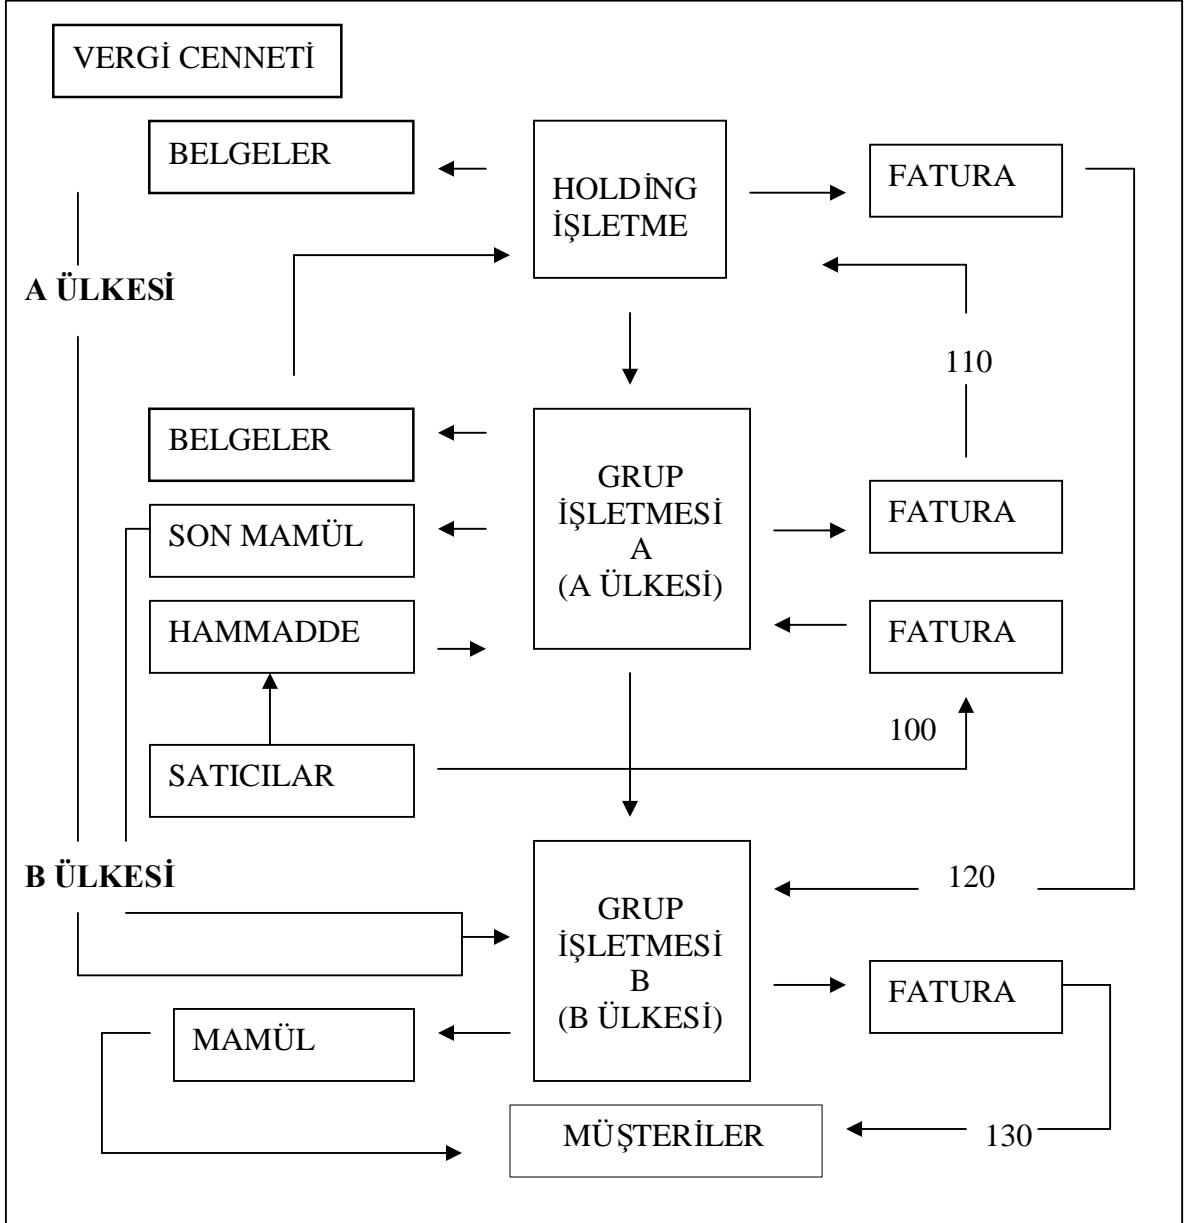 VERGİ CENNETİ
BELGELER
HOLDİNG
İŞLETME
FATURA
A ÜLKESİ
110
BELGELER
GRUP
İŞLETMESİ
A
(A ÜLKESİ)
FATURA
SON MAMÜL
HAMMADDE
FATURA
100
SATICILAR
B ÜLKESİ
120
GRUP
İŞLETMESİ
B
(B ÜLKESİ)
FATURA
MAMÜL
MÜŞTERİLER
130